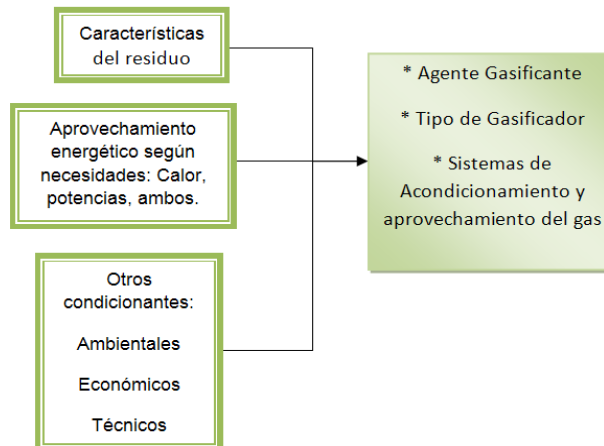 Características
del residuo
Aprovechamiento
energético según
necesidades: Calor,
potencias, ambos.
Otros
condicionantes:
Ambientales
Económicos
Técnicos
* Agente Gasificante
* Tipo de Gasificador
* Sistemas de
Acondicionamiento y
aprovechamiento del gas